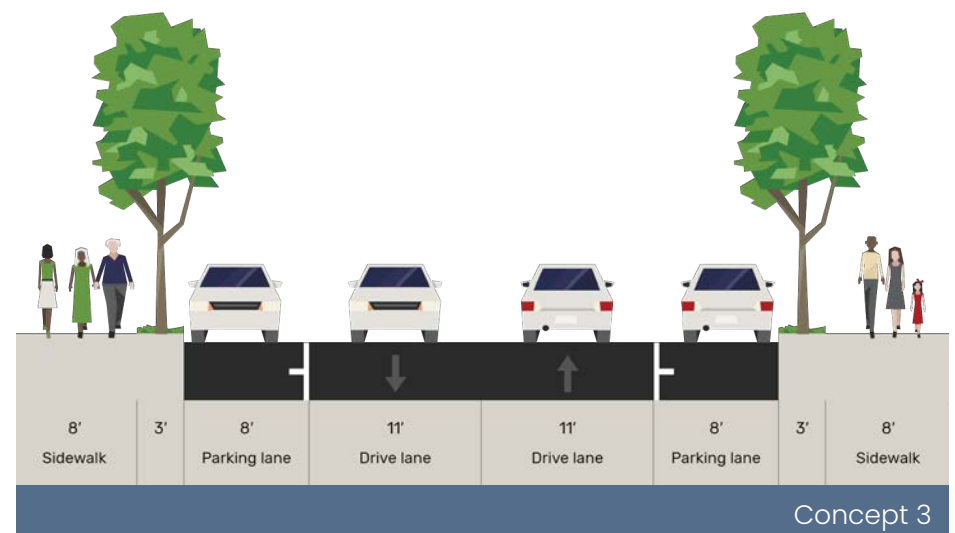 8' 3' 8' 11' 11' 8' 3' 8'
Sidewalk Parking lane Drive lane Drive lane Parking lane Sidewalk
Concept 3